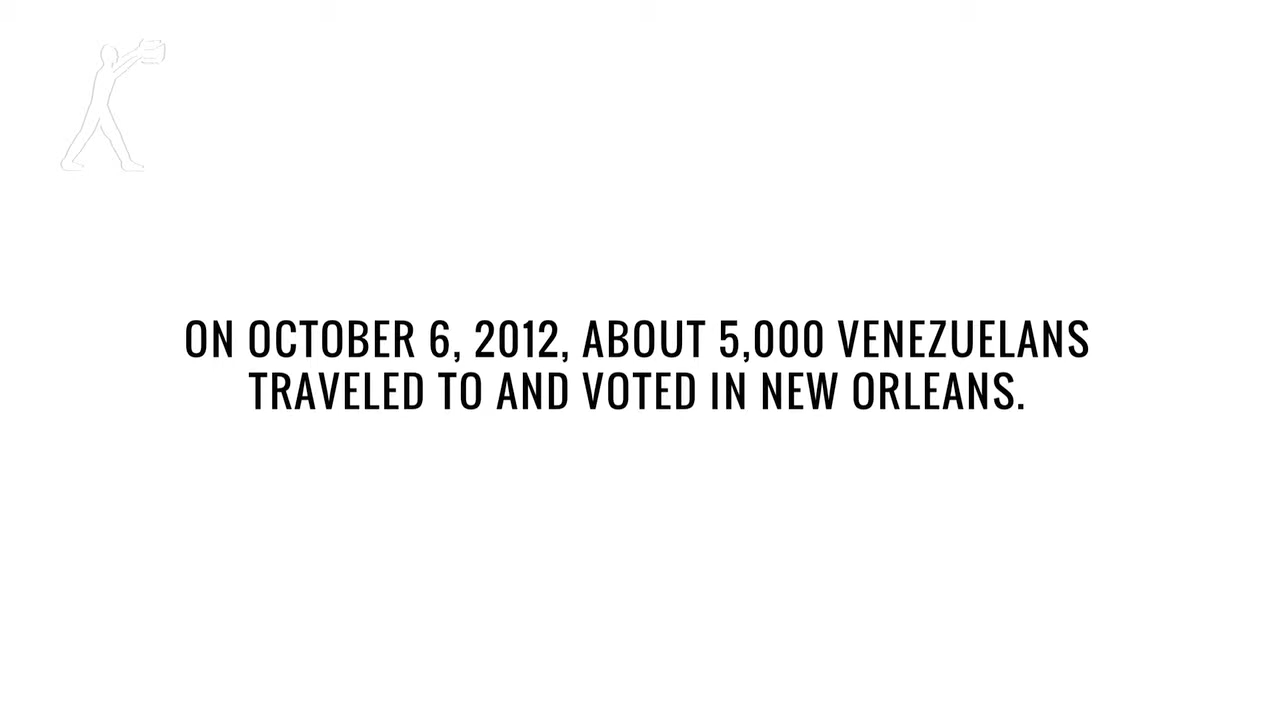 ON OCTOBER 6, 2012, ABOUT 5,000 VENEZUELANS
TRAVELED TO AND VOTED IN NEW ORLEANS.